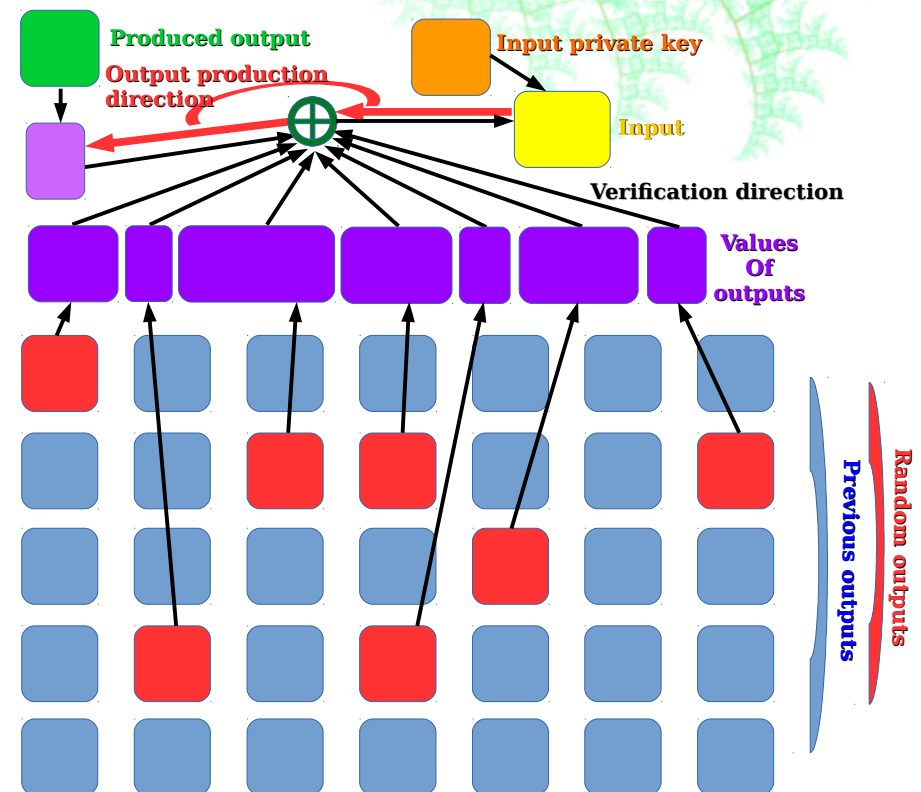 Produced output
Input private key
Output production
direction
Input
Verification direction
Values
Of
outputs
Previous outputs
Random outputs